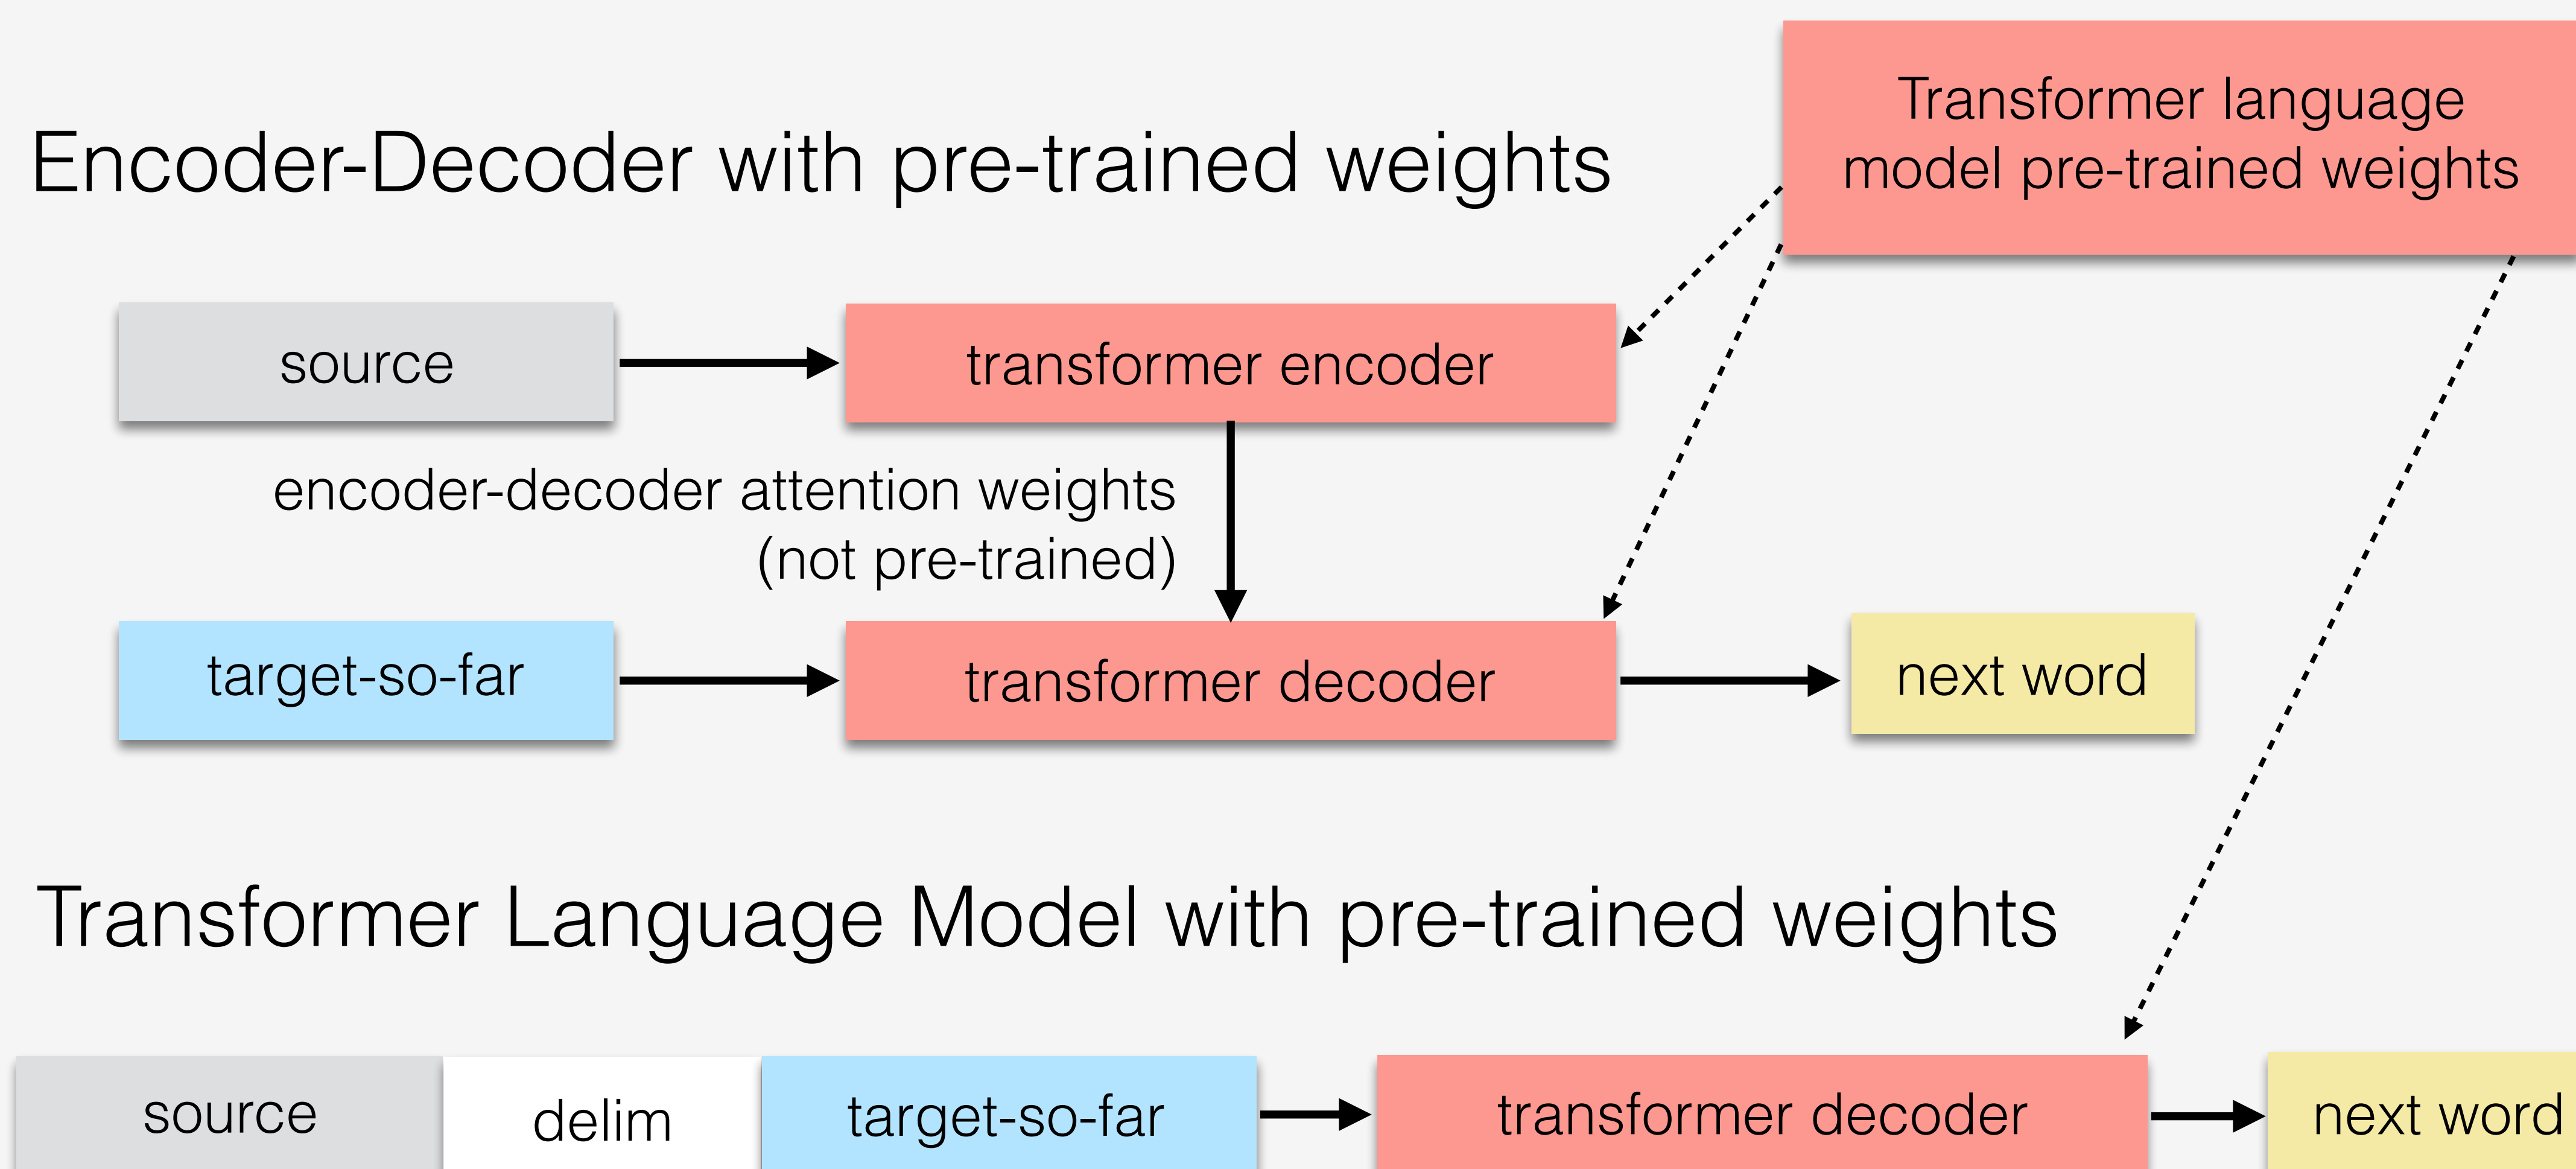 Transformer language
model pre-trained weights
Encoder-Decoder with pre-trained weights
source
transformer encoder
encoder-decoder attention weights
(not pre-trained)
target-so-far
transformer decoder
next word
Transformer Language Model with pre-trained weights
source
delim
target-so-far
transformer decoder
next word